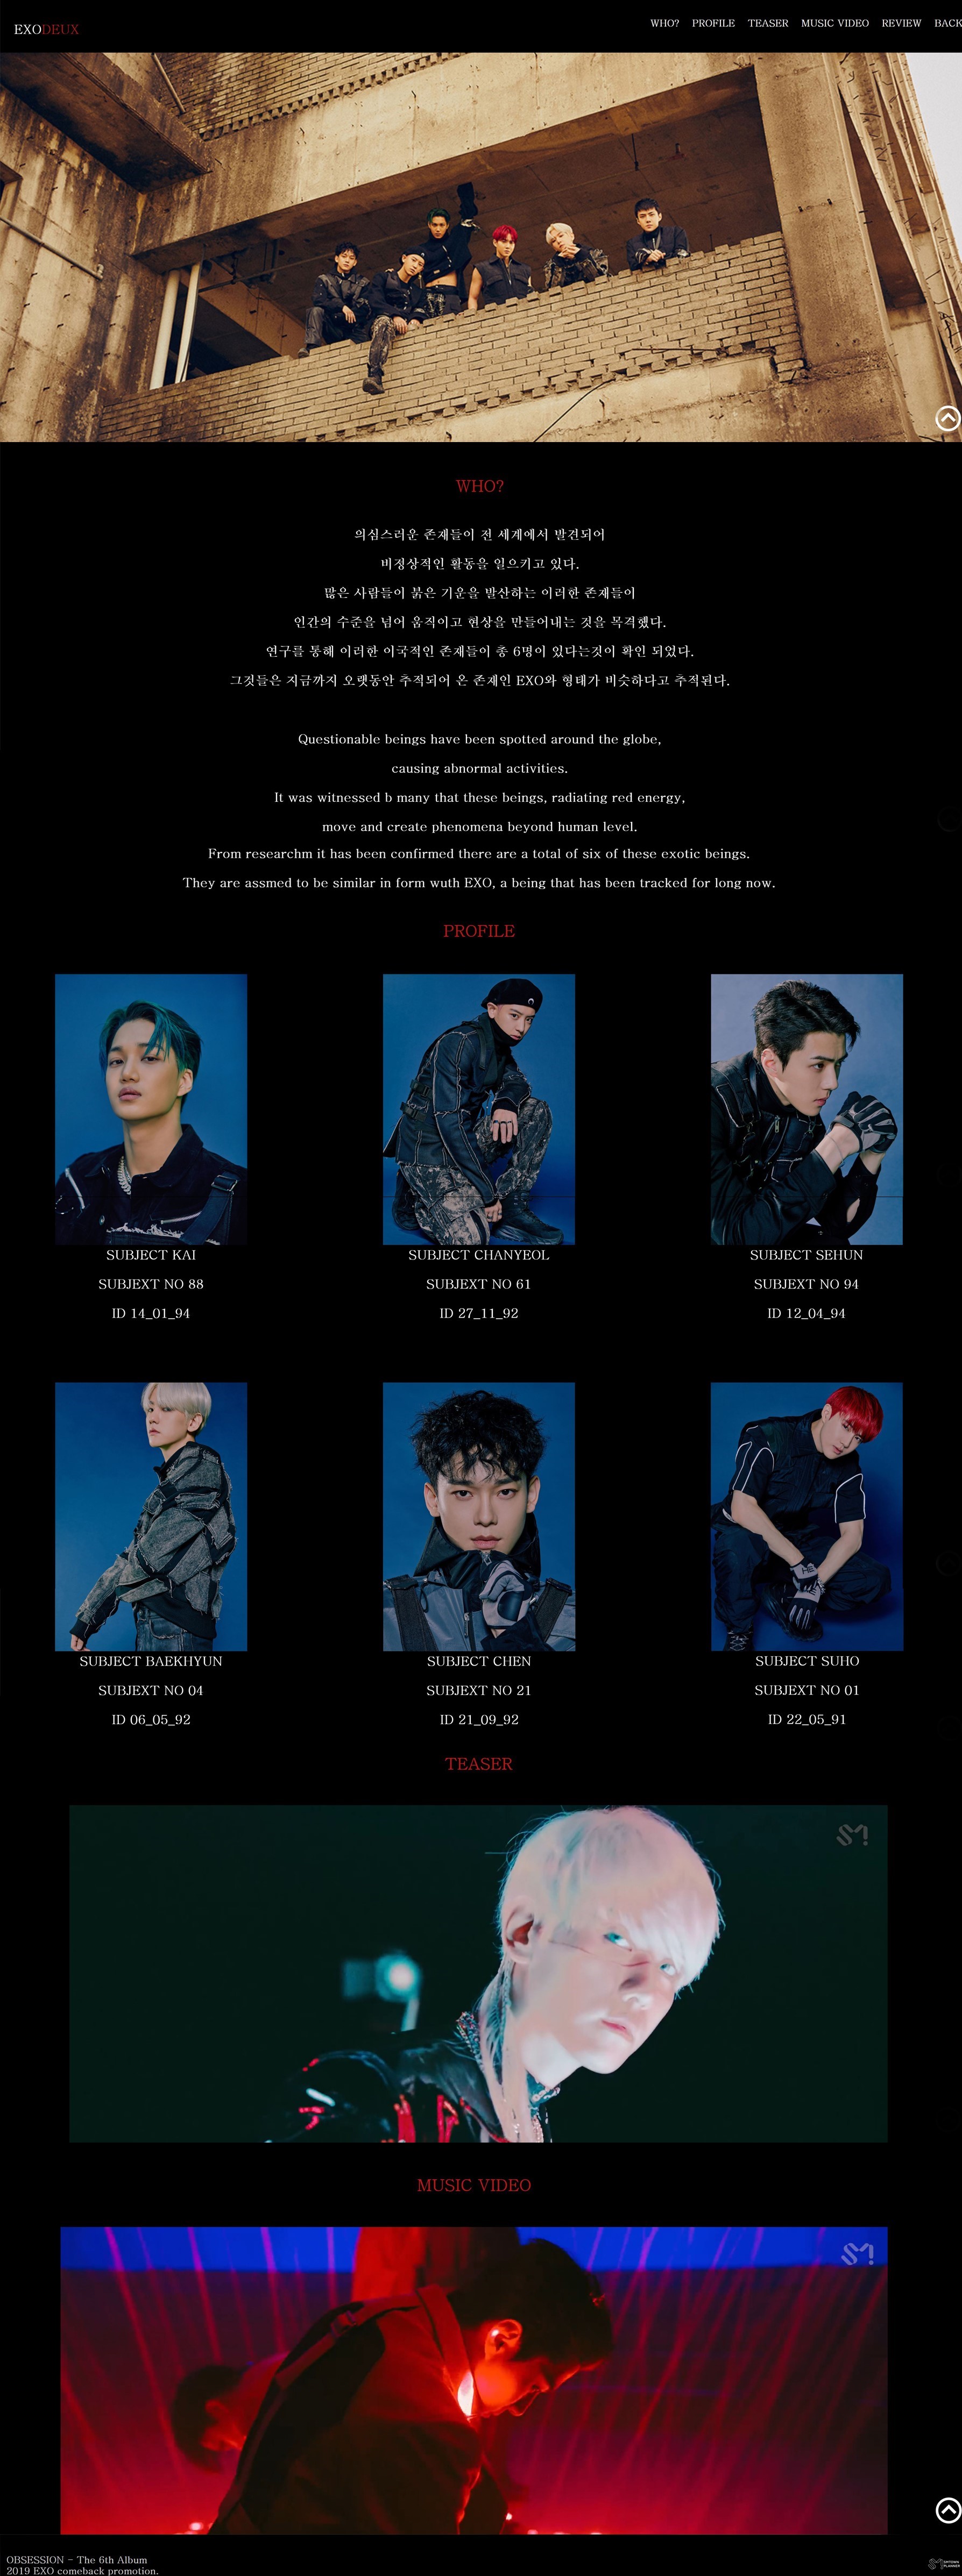 EXODEUX
WHO? PROFILE TEASER MUSIC VIDEO REVIEW BACK
WHO?
의심스러운 존재들이 전 세계에서 발견되어
비정상적인 활동을 일으키고 있다.
많은 사람들이 붉은 기운을 발산하는 이러한 존재들이
인간의 수준을 넘어 움직이고 현상을 만들어내는 것을 목격했다.
연구를 통해 이러한 이국적인 존재들이 총 6명이 있다는것이 확인 되었다.
그것들은 지금까지 오랫동안 추적되어 온 존재인 EXO와 형태가 비슷하다고 추적된다.
Questionable beings have been spotted around the globe,
causing abnormal activities.
It was witnessed b many that these beings, radiating red energy,
move and create phenomena beyond human level.
From researchm it has been confirmed there are a total of six of these exotic beings.
They are assmed to be similar in form wuth EXO, a being that has been tracked for long now.
PROFILE
SUBJECT KAI
SUBJEXT NO 88
ID 14_01_94
SUBJECT CHANYEOL
SUBJEXT NO 61
ID 27_11_92
SUBJECT SEHUN
SUBJEXT NO 94
ID 12_04_94
SUBJECT BAEKHYUN
SUBJEXT NO 04
ID 06_05_92
SUBJECT CHEN
SUBJEXT NO 21
ID 21_09_92
SUBJECT SUHO
SUBJEXT NO 01
ID 22_05_91
TEASER
SM
MUSIC VIDEO
SM
OBSESSION - The 6th Album
2019 EXO comeback promotion.
SMTOWN
PLANNER